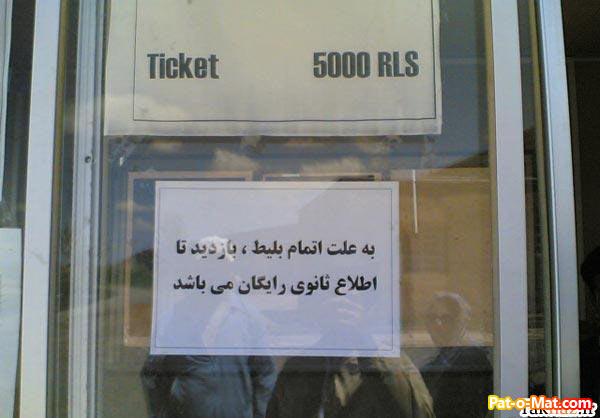 Ticket 5000 RLS
به علت اتمام بلیط ، بازدید تا
اطلاع ثانوی رایگان می باشد
Pat-o-Mat.com